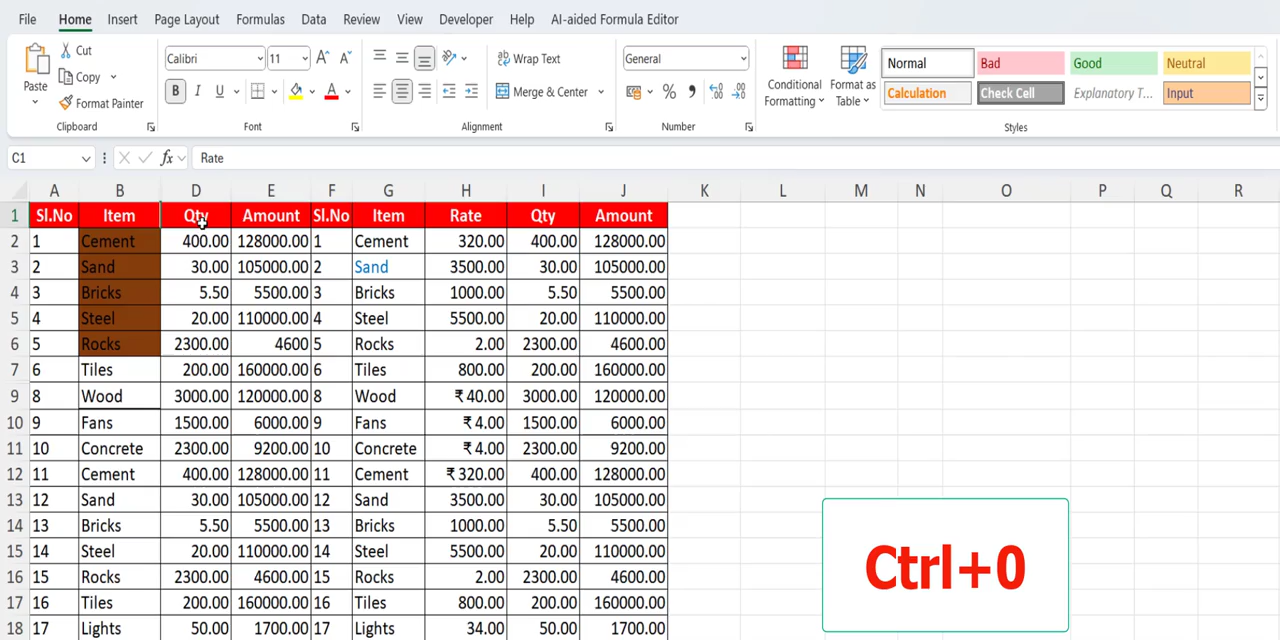 File Home Insert Page Layout Formulas Data Review View Developer Help AI-aided Formula Editor
Paste
Cut
Copy
Format Painter
Clipboard
Calibri 11
B I U
Font
Wrap Text
Merge & Center
Alignment
General
% 9
Number
Conditional
Formatting
Format as
Table
Normal Bad Good Neutral
Calculation Check Cell Explanatory T... Input
Styles
C1 fx Rate
A B D E F G H I J K L M N O P Q R
1 Sl.No Item Qty Amount Sl.No Item Rate Qty Amount
2 1 Cement 400.00 128000.00 1 Cement 320.00 400.00 128000.00
3 2 Sand 30.00 105000.00 2 Sand 3500.00 30.00 105000.00
4 3 Bricks 5.50 5500.00 3 Bricks 1000.00 5.50 5500.00
5 4 Steel 20.00 110000.00 4 Steel 5500.00 20.00 110000.00
6 5 Rocks 2300.00 4600 5 Rocks 2.00 2300.00 4600.00
7 6 Tiles 200.00 160000.00 6 Tiles 800.00 200.00 160000.00
9 8 Wood 3000.00 120000.00 8 Wood ₹ 40.00 3000.00 120000.00
10 9 Fans 1500.00 6000.00 9 Fans ₹ 4.00 1500.00 6000.00
11 10 Concrete 2300.00 9200.00 10 Concrete ₹ 4.00 2300.00 9200.00
12 11 Cement 400.00 128000.00 11 Cement ₹ 320.00 400.00 128000.00
13 12 Sand 30.00 105000.00 12 Sand 3500.00 30.00 105000.00
14 13 Bricks 5.50 5500.00 13 Bricks 1000.00 5.50 5500.00
15 14 Steel 20.00 110000.00 14 Steel 5500.00 20.00 110000.00
16 15 Rocks 2300.00 4600.00 15 Rocks 2.00 2300.00 4600.00
17 16 Tiles 200.00 160000.00 16 Tiles 800.00 200.00 160000.00
18 17 Lights 50.00 1700.00 17 Lights 34.00 50.00 1700.00
Ctrl+0